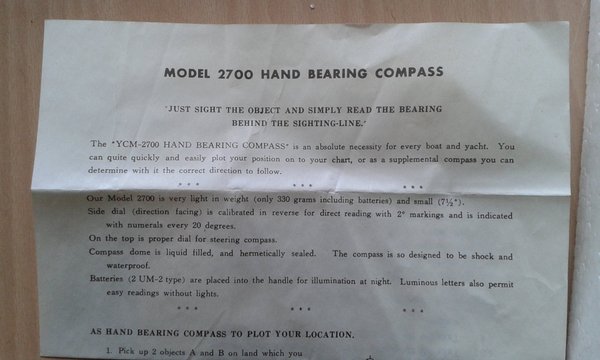 MODEL 2700 HAND BEARING COMPASS
"JUST SIGHT THE OBJECT AND SIMPLY READ THE BEARING
BEHIND THE SIGHTING-LINE."
The "YCM-2700 HAND BEARING COMPASS" is an absolute necessity for every boat and yacht. You
can quite quickly and easily plot your position on to your chart, or as a supplemental compass you can
determine with it the correct direction to follow.
* * *
Our Model 2700 is very light in weight (only 330 grams including batteries) and small (7½").
Side dial (direction facing) is calibrated in reverse for direct reading with 2° markings and is indicated
with numerals every 20 degrees.
On the top is proper dial for steering compass.
Compass dome is liquid filled, and hermetically sealed. The compass is so designed to be shock and
waterproof.
Batteries (2 UM-2 type) are placed into the handle for illumination at night. Luminous letters also permit
easy readings without lights.
* * *
AS HAND BEARING COMPASS TO PLOT YOUR LOCATION.
1. Pick up 2 objects A and B on land which you